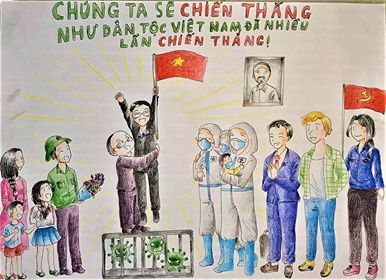 CHÚNG TA SẼ CHIẾN THẮNG
NHƯ DÂN TỘC VIỆT NAM ĐÃ NHIỀU
LẦN CHIẾN THẮNG!